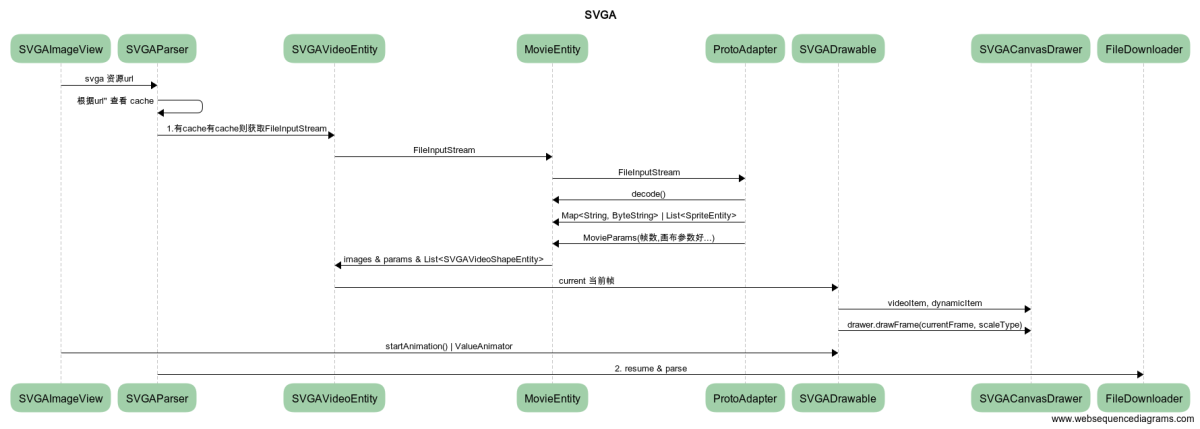 SVGA
SVGAImageView SVGAParser SVGAVideoEntity MovieEntity ProtoAdapter SVGADrawable SVGACanvasDrawer FileDownloader
svga 资源url
根据url" 查看 cache
1.有cache有cache则获取FileInputStream
FileInputStream
FileInputStream
decode()
Map<String, ByteString> | List<SpriteEntity>
MovieParams(帧数,画布参数好...)
images & params & List<SVGAVideoShapeEntity>
current 当前帧
videoItem, dynamicItem
drawer.drawFrame(currentFrame, scaleType)
startAnimation() | ValueAnimator
2. resume & parse
SVGAImageView SVGAParser SVGAVideoEntity MovieEntity ProtoAdapter SVGADrawable SVGACanvasDrawer FileDownloader
www.websequencediagrams.com